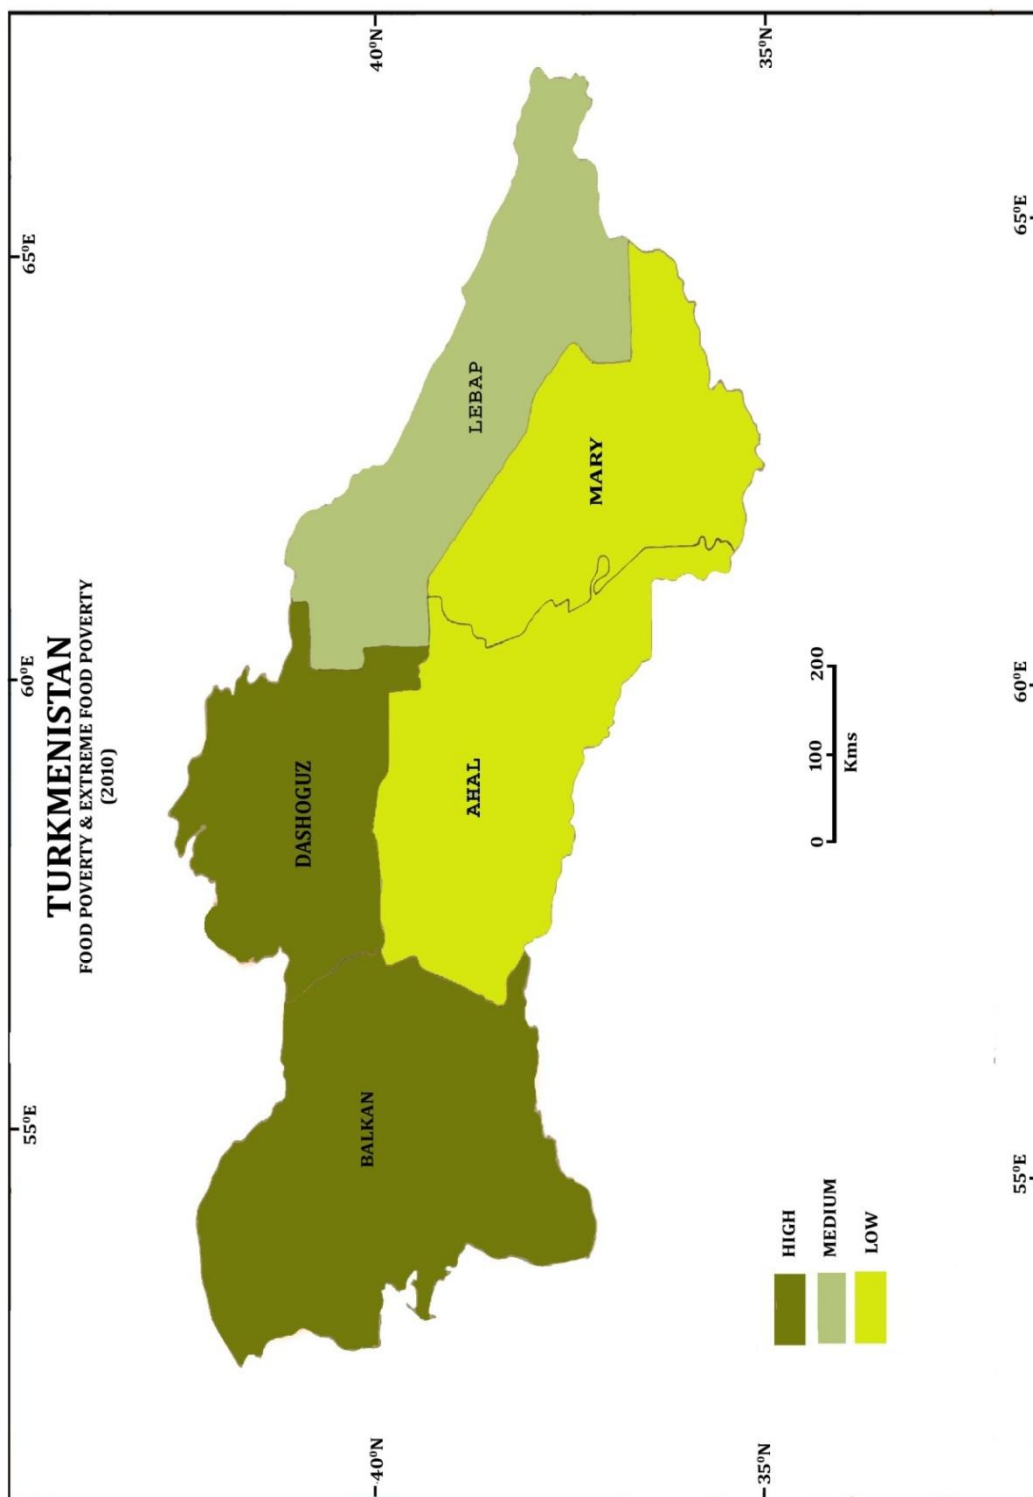 TURKMENISTAN
FOOD POVERTY & EXTREME FOOD POVERTY
(2010)
55⁰E
60⁰E
65⁰E
40⁰N
40⁰N
DASHOGUZ
BALKAN
LEBAP
AHAL
MARY
35⁰N
35⁰N
HIGH
MEDIUM
LOW
0 100 200
Kms
55⁰E
60⁰E
65⁰E